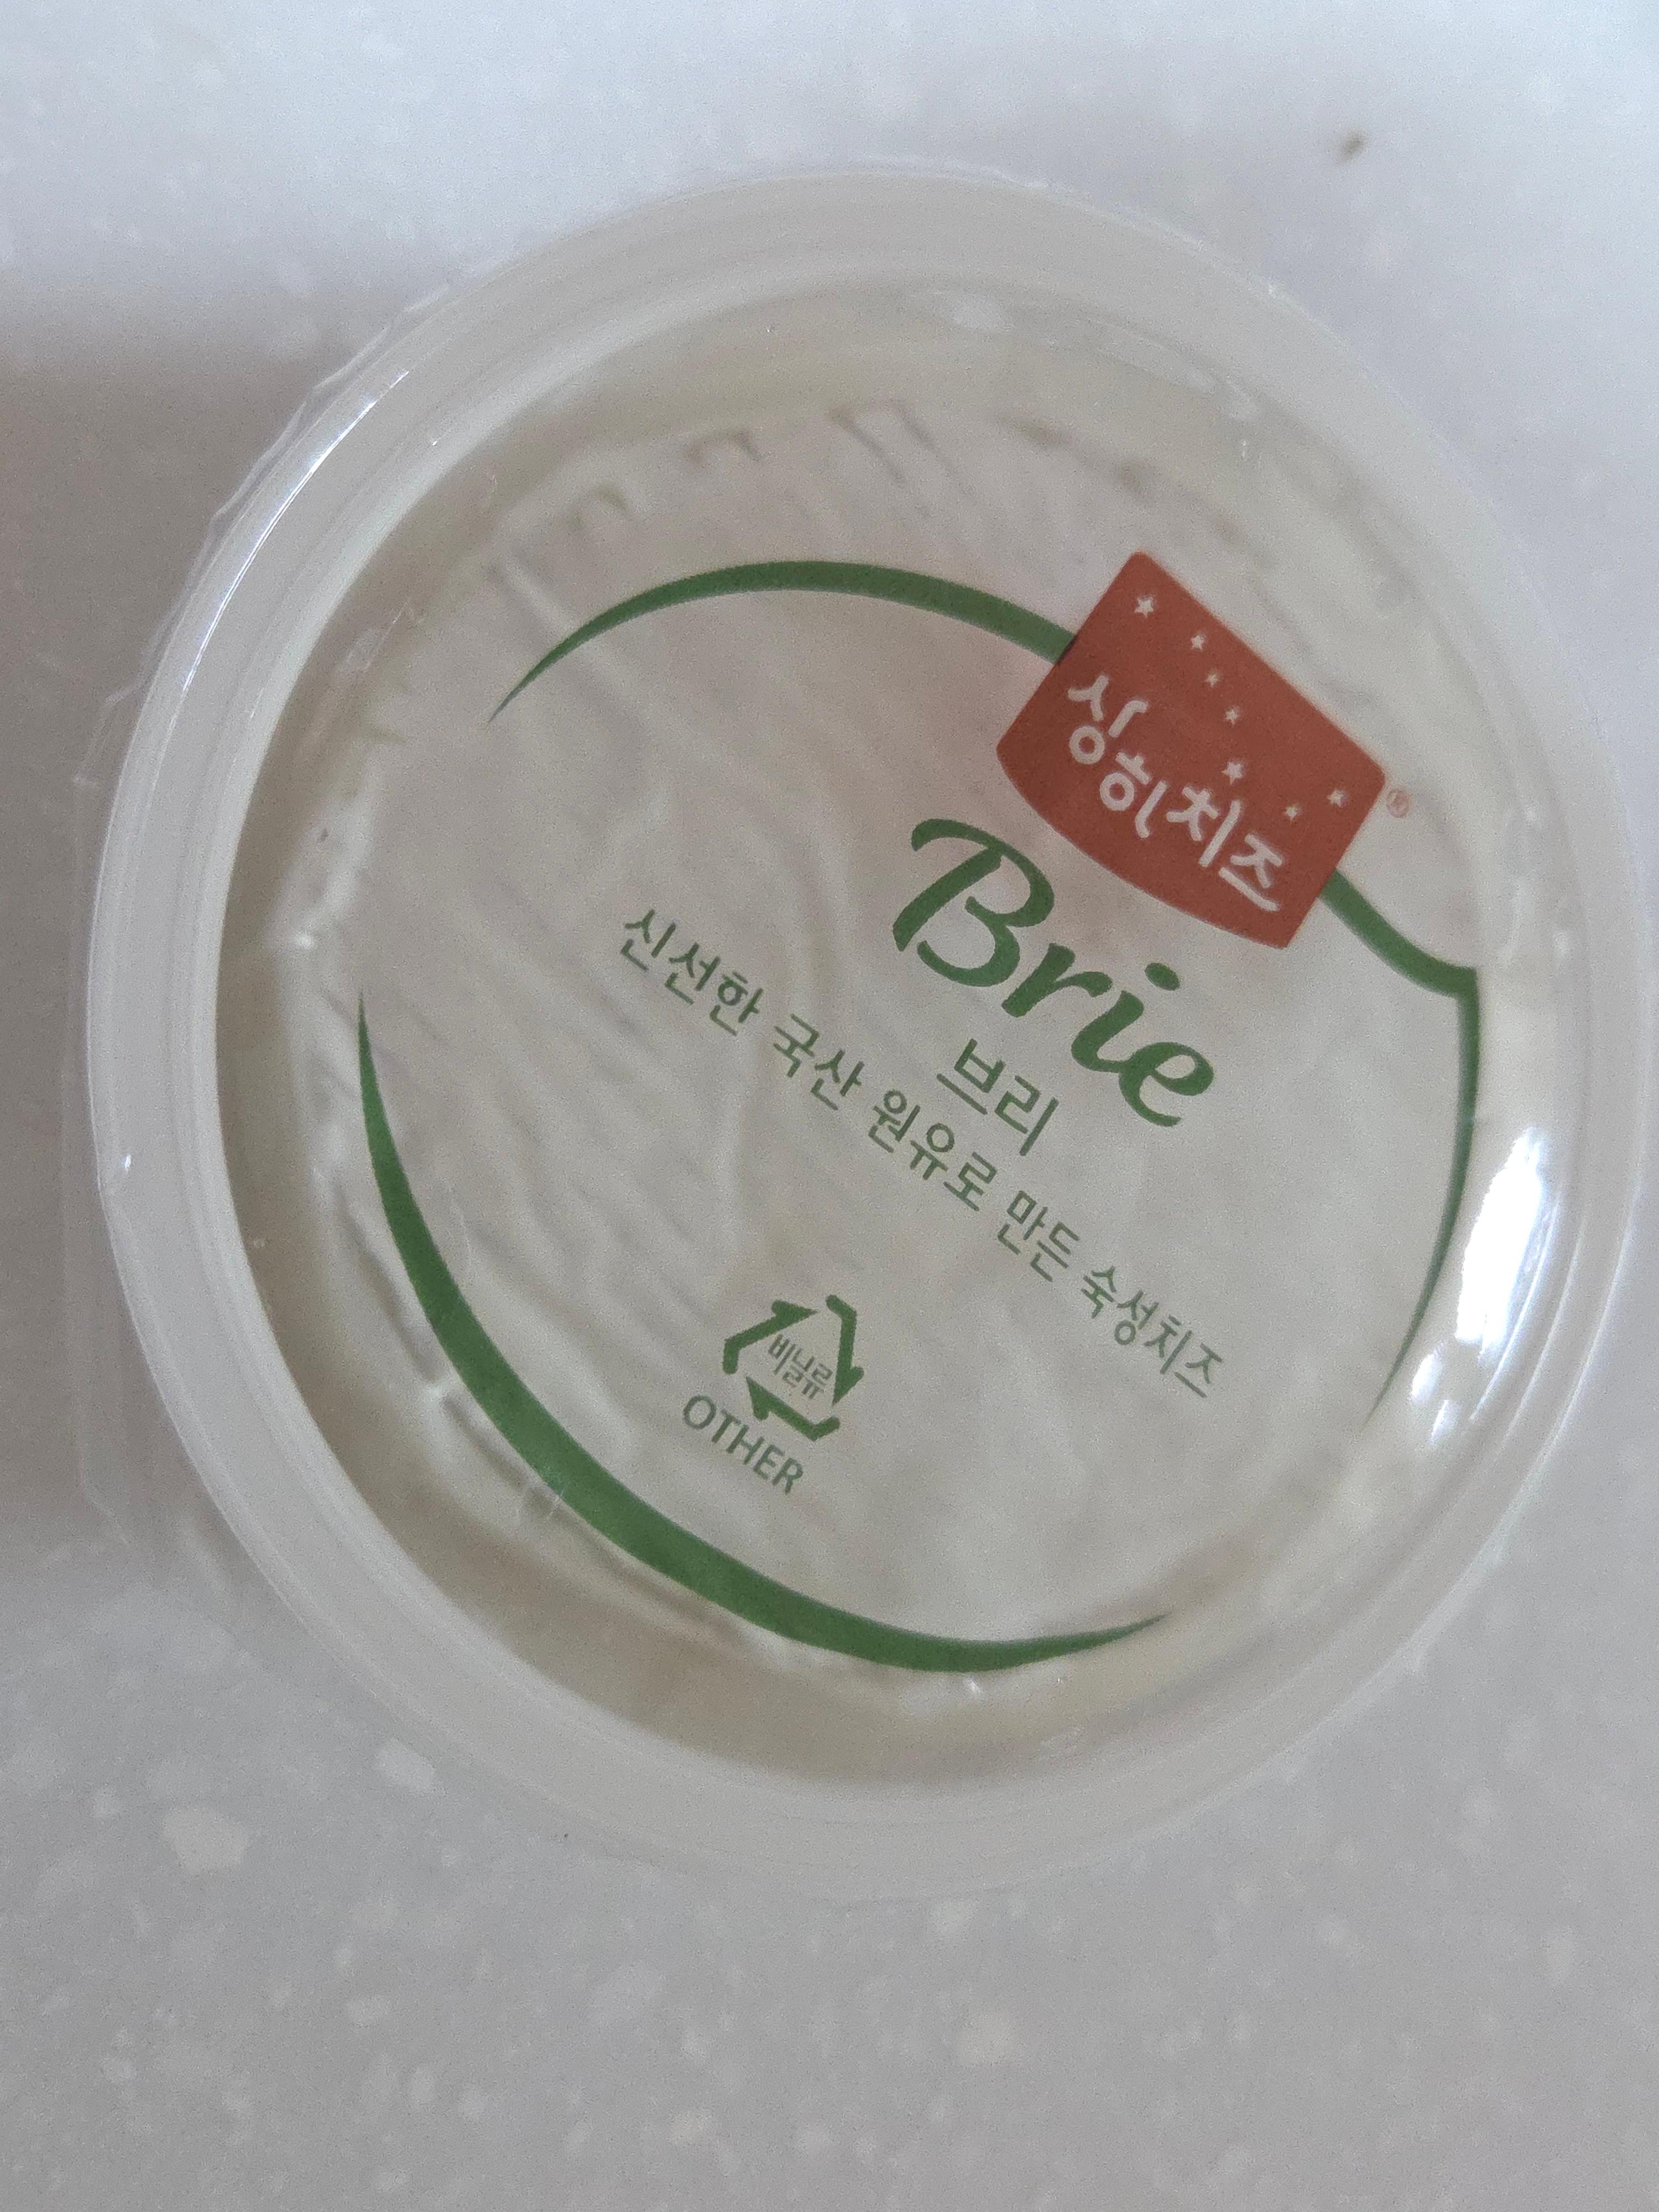 상하치즈
®
Brie
브리
신선한 국산 원유로 만든 숙성치즈
비닐류
OTHER